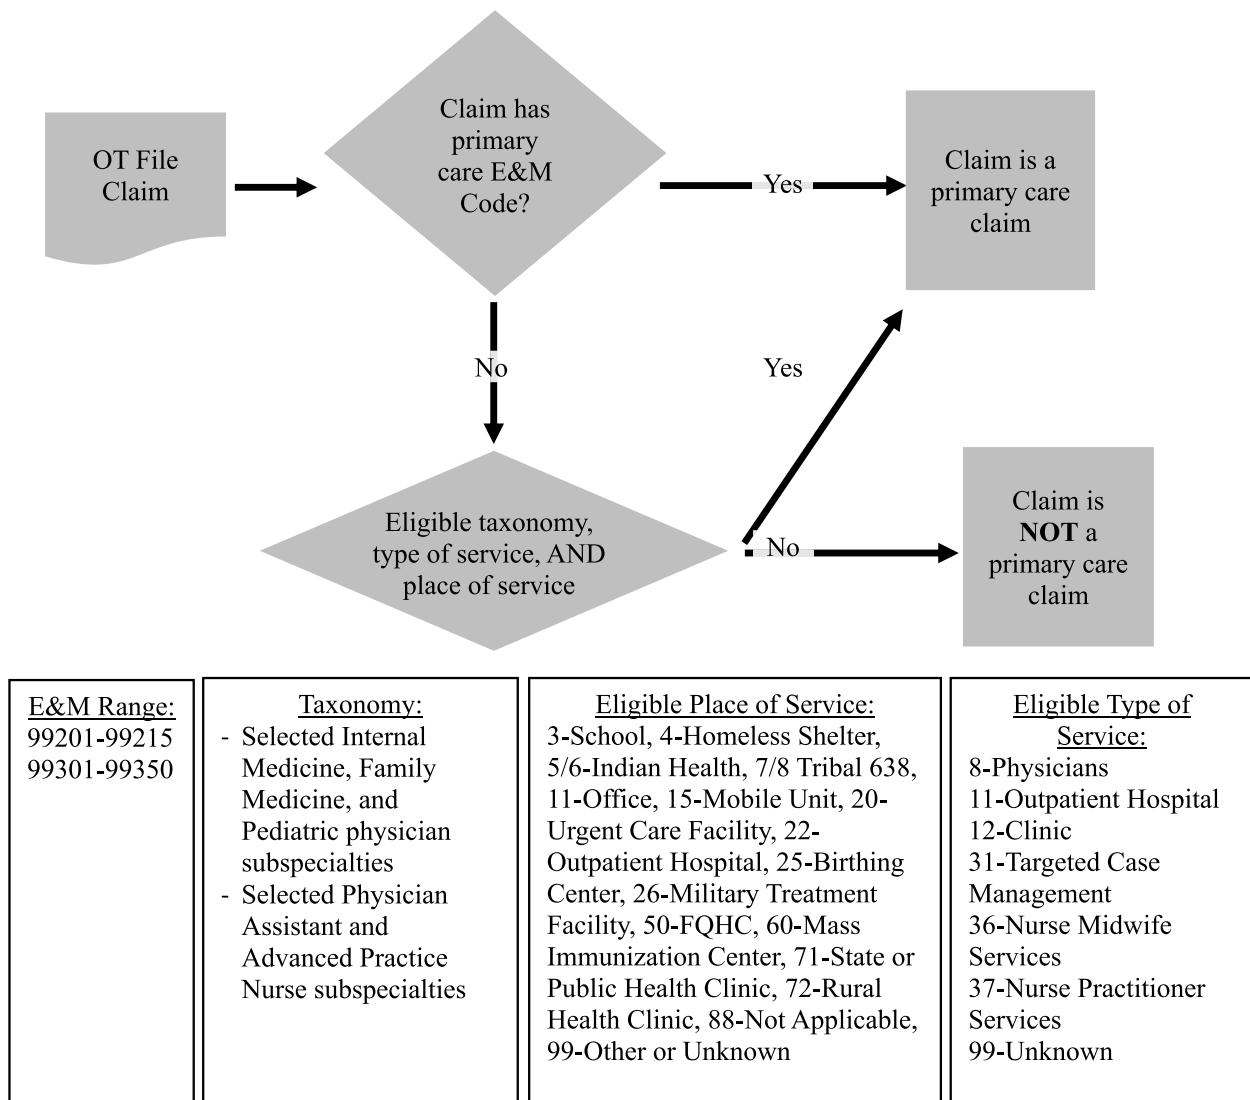 OT File
Claim
Claim has
primary
care E&M
Code?
Yes
Claim is a
primary care
claim
No
Yes
Eligible taxonomy,
type of service, AND
place of service
No
Claim is
NOT a
primary care
claim
E&M Range:
99201-99215
99301-99350
Taxonomy:
- Selected Internal
Medicine, Family
Medicine, and
Pediatric physician
subspecialties
- Selected Physician
Assistant and
Advanced Practice
Nurse subspecialties
Eligible Place of Service:
3-School, 4-Homeless Shelter,
5/6-Indian Health, 7/8 Tribal 638,
11-Office, 15-Mobile Unit, 20-
Urgent Care Facility, 22-
Outpatient Hospital, 25-Birthing
Center, 26-Military Treatment
Facility, 50-FQHC, 60-Mass
Immunization Center, 71-State or
Public Health Clinic, 72-Rural
Health Clinic, 88-Not Applicable,
99-Other or Unknown
Eligible Type of
Service:
8-Physicians
11-Outpatient Hospital
12-Clinic
31-Targeted Case
Management
36-Nurse Midwife
Services
37-Nurse Practitioner
Services
99-Unknown